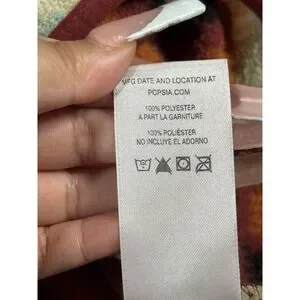 MFG DATE AND LOCATION AT
PCPSIA.COM
100% POLYESTER
À PART LA GARNITURE
100% POLIÉSTER
NO INCLUYE EL ADORNO